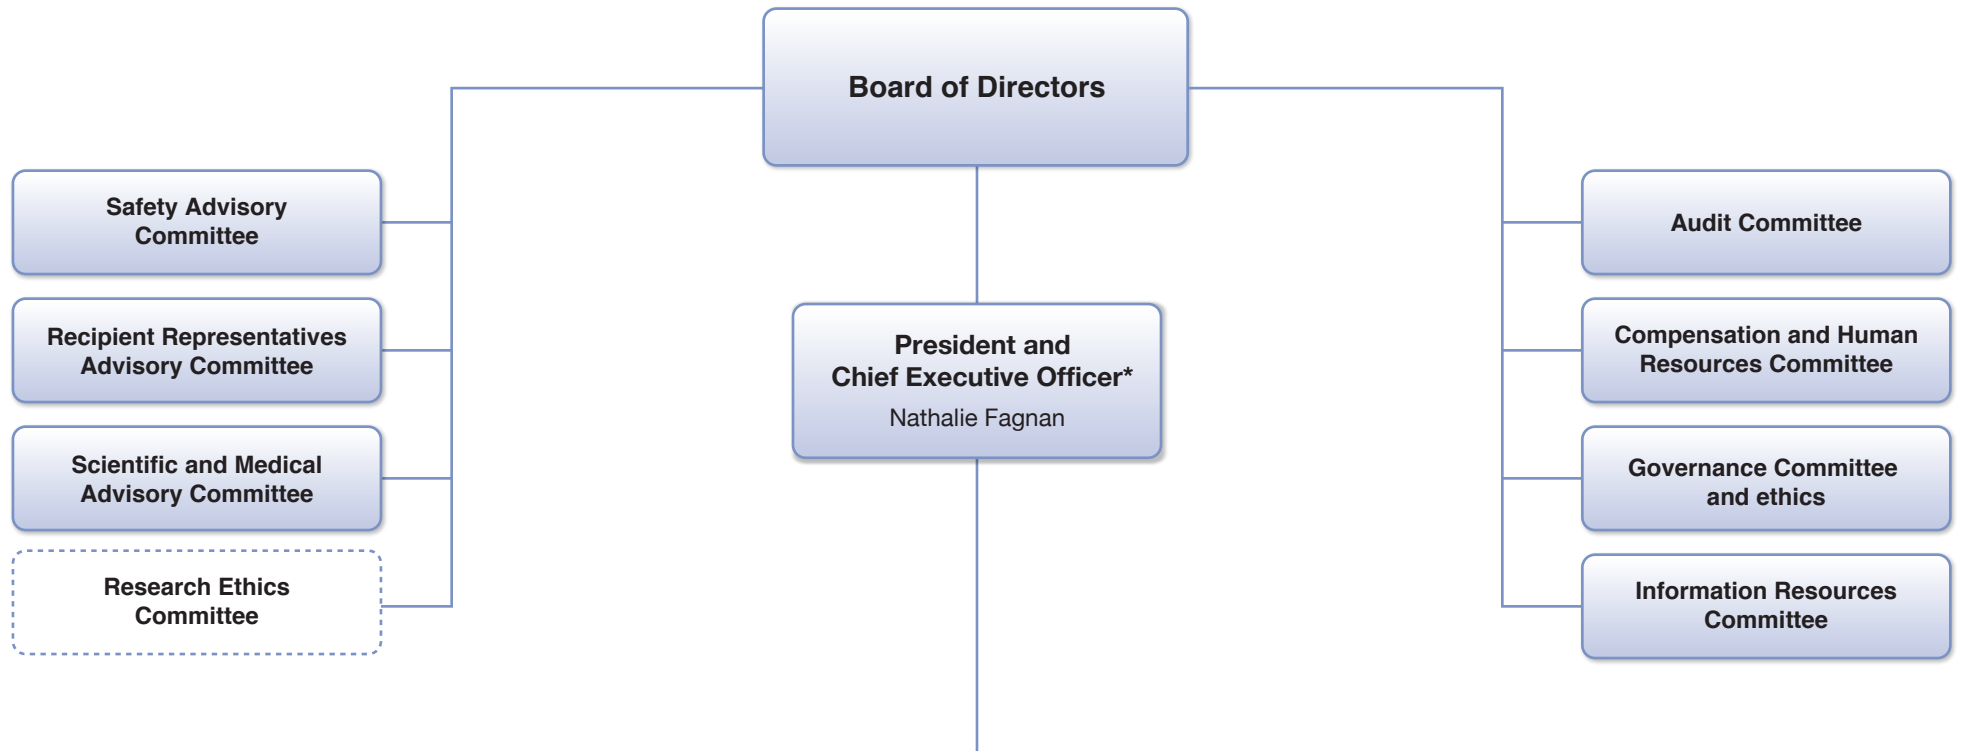 Board of Directors
Safety Advisory
Committee
Recipient Representatives
Advisory Committee
Scientific and Medical
Advisory Committee
Research Ethics
Committee
President and
Chief Executive Officer*
Nathalie Fagnan
Audit Committee
Compensation and Human
Resources Committee
Governance Committee
and ethics
Information Resources
Committee